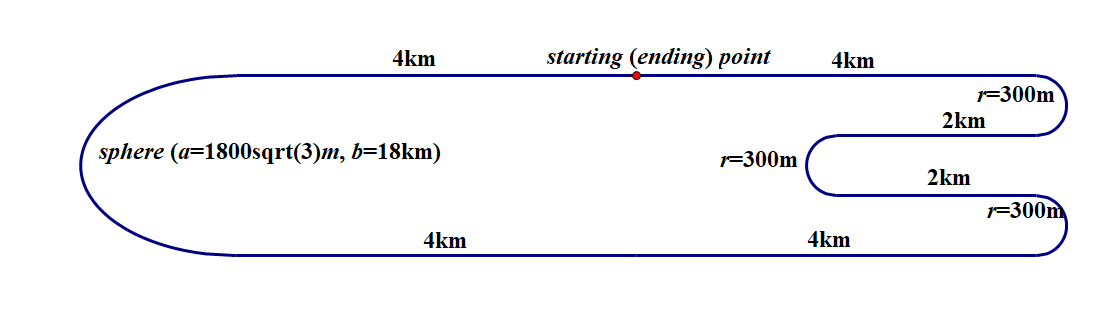 4km
starting (ending) point
4km
r=300m
2km
sphere (a=1800sqrt(3)m, b=18km)
r=300m
2km
r=300m
4km
4km